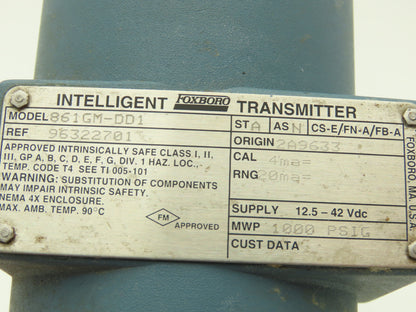 INTELLIGENT FOXBORO TRANSMITTER
MODEL 861GM-DD1
ST A AS N CS-E/FN-A/FB-A
REF 96322701
ORIGIN 2A9633
APPROVED INTRINSICALLY SAFE CLASS I, II,
III, GP A, B, C, D, E, F, G, DIV. 1 HAZ. LOC.,
TEMP. CODE T4 SEE TI 005-101
WARNING: SUBSTITUTION OF COMPONENTS
MAY IMPAIR INTRINSIC SAFETY.
NEMA 4X ENCLOSURE.
MAX. AMB. TEMP. 90°C
FM APPROVED
CAL 4ma=
RNG 20ma=
SUPPLY 12.5 - 42 Vdc
MWP 1000 PSIG
CUST DATA
FOXBORO MA. U.S.A.